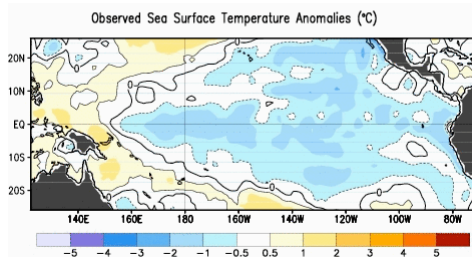 Observed Sea Surface Temperature Anomalies (°C)
20N
10N
EQ
10S
20S
140E 160E 180 160W 140W 120W 100W 80W
-5 -4 -3 -2 -1 -0.5 0.5 1 2 3 4 5